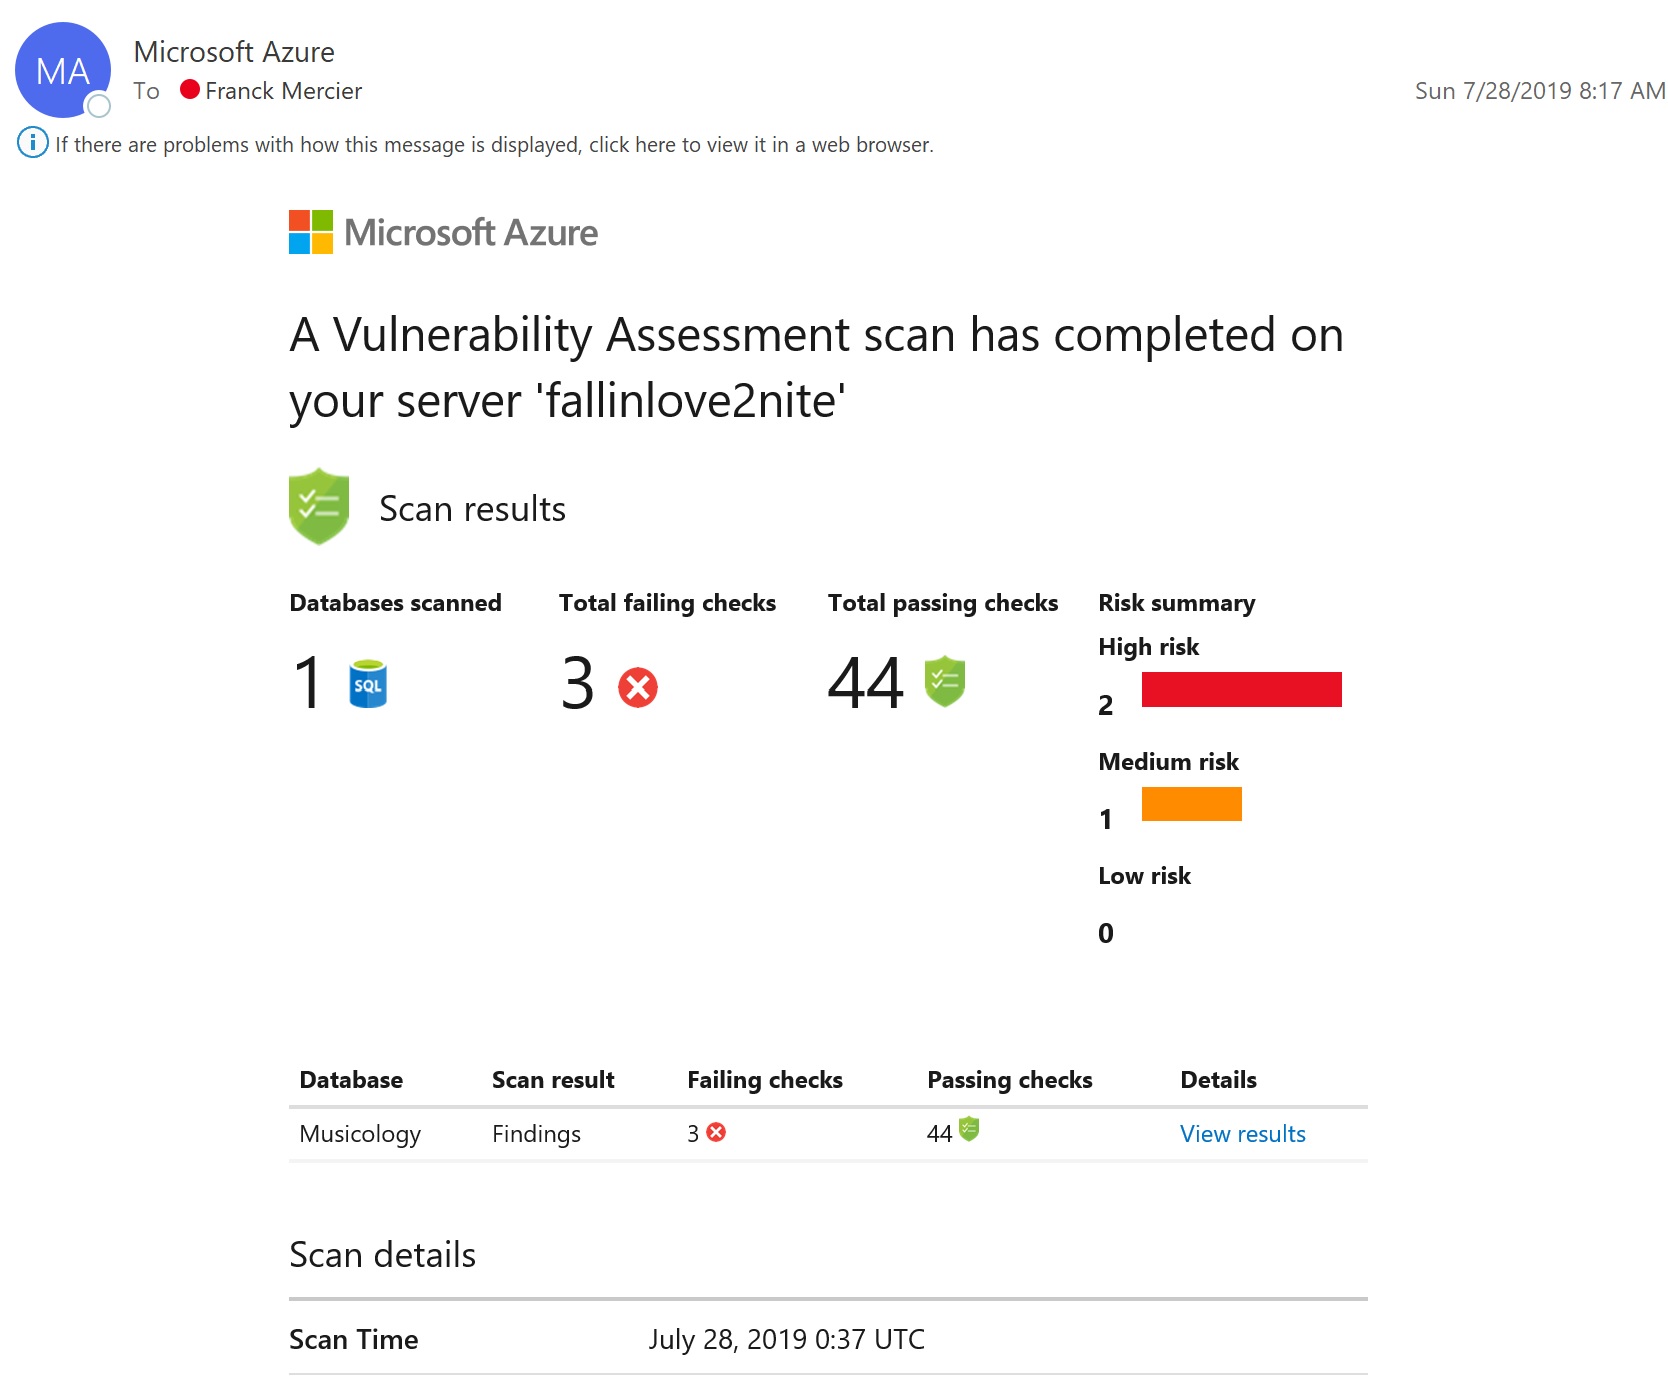 MA
Microsoft Azure
To Franck Mercier
Sun 7/28/2019 8:17 AM
If there are problems with how this message is displayed, click here to view it in a web browser.
Microsoft Azure
A Vulnerability Assessment scan has completed on
your server 'fallinlove2nite'
Scan results
Databases scanned Total failing checks Total passing checks Risk summary
High risk
1 SQL 3 44
2
Medium risk
1
Low risk
0
Database Scan result Failing checks Passing checks Details
Musicology Findings 3 44 View results
Scan details
Scan Time July 28, 2019 0:37 UTC